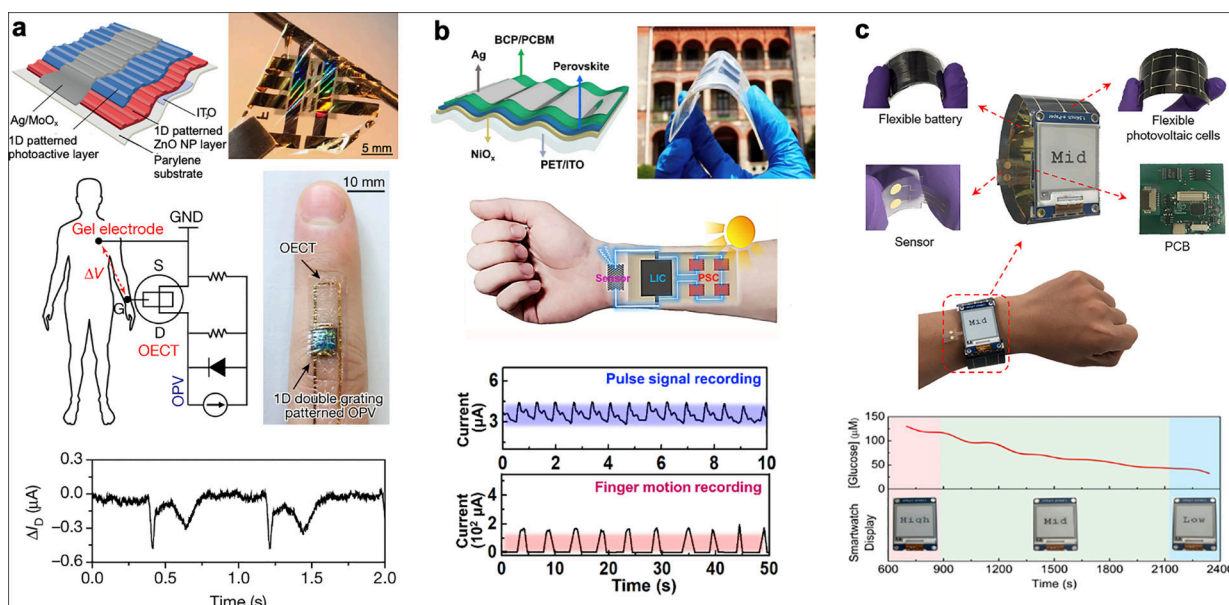 a
Ag/MoOx
1D patterned
photoactive layer
ITO
1D patterned
ZnO NP layer
Parylene
substrate
5 mm
GND
Gel electrode
ΔV
S
G
D
OECT
OPV
10 mm
OECT
1D double grating
patterned OPV
ΔID (μA)
0.3
0.0
−0.3
−0.6
0.0
0.5
1.0
1.5
2.0
Time (s)
b
Ag
BCP/PCBM
Perovskite
NiOx
PET/ITO
Sensor
LIC
PSC
Pulse signal recording
Current
(μA)
6
3
0
0 2 4 6 8 10
Finger motion recording
Current
(10² μA)
4
2
0
0 10 20 30 40 50
Time (s)
c
Flexible battery
Flexible
photovoltaic cells
Mid
Sensor
PCB
Mid
[Glucose] (μM)
150
100
50
0
Smartwatch
Display
High
Mid
Low
600 900 1200 1500 1800 2100 2400
Time (s)